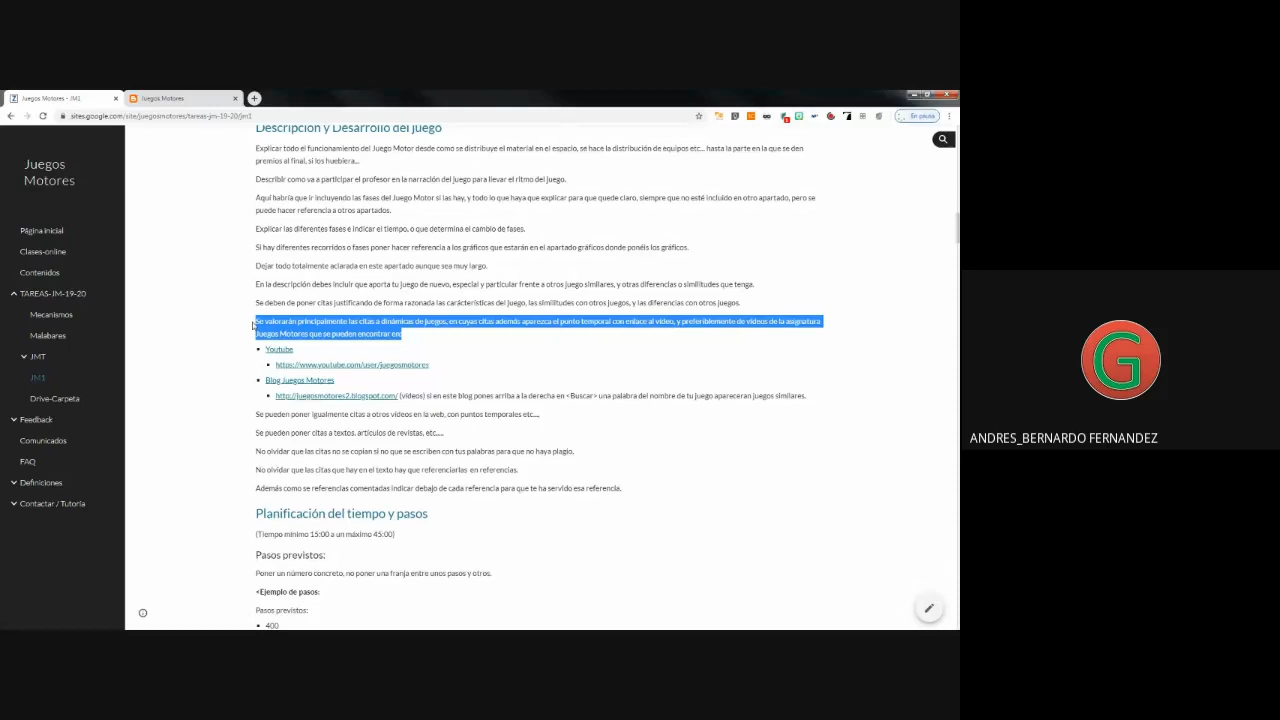 Juegos Motores - JM1
Juegos Motores
sites.google.com/site/juegosmotores/tareas-jm-19-20/jm1
En pausa
Juegos
Motores
Página inicial
Clases-online
Contenidos
TAREAS-JM-19-20
Mecanismos
Malabares
JMT
JM1
Drive-Carpeta
Feedback
Comunicados
FAQ
Definiciones
Contactar / Tutoria
Descripción y Desarrollo del juego
Explicar todo el funcionamiento del Juego Motor desde como se distribuye el material en el espacio, se hace la distribución de equipos etc... hasta la parte en la que se den
premios al final, si los huebiera...
Describir como va a participar el profesor en la narración del juego para llevar el ritmo del juego.
Aquí habría que ir incluyendo las fases del Juego Motor si las hay, y todo lo que haya que explicar para que quede claro, siempre que no esté incluido en otro apartado, pero se
puede hacer referencia a otros apartados.
Explicar las diferentes fases e indicar el tiempo, o que determina el cambio de fases.
Si hay diferentes recorridos o fases poner hacer referencia a los gráficos que estarán en el apartado gráficos donde ponéis los gráficos.
Dejar todo totalmente aclarada en este apartado aunque sea muy largo.
En la descripción debes incluir que aporta tu juego de nuevo, especial y particular frente a otros juego similares, y otras diferencias o similitudes que tenga.
Se deben de poner citas justificando de forma razonada las carácterísticas del juego, las similitudes con otros juegos, y las diferencias con otros juegos.
Se valorarán principalmente las citas a dinámicas de juegos, en cuyas citas además aparezca el punto temporal con enlace al vídeo, y preferiblemente de vídeos de la asignatura
Juegos Motores que se pueden encontrar en:
Youtube
https://www.youtube.com/user/juegosmotores
Blog Juegos Motores
http://juegosmotores2.blogspot.com/ (vídeos) si en este blog pones arriba a la derecha en <Buscar> una palabra del nombre de tu juego apareceran juegos similares.
Se pueden poner igualmente citas a otros vídeos en la web, con puntos temporales etc....
Se pueden poner citas a textos, artículos de revistas, etc.....
No olvidar que las citas no se copian si no que se escriben con tus palabras para que no haya plagio.
No olvidar que las citas que hay en el texto hay que referenciarlas en referencias.
Además como se referencias comentadas indicar debajo de cada referencia para que te ha servido esa referencia.
Planificación del tiempo y pasos
(Tiempo mínimo 15:00 a un máximo 45:00)
Pasos previstos:
Poner un número concreto, no poner una franja entre unos pasos y otros.
<Ejemplo de pasos:
Pasos previstos:
400
G
ANDRES_BERNARDO FERNANDEZ